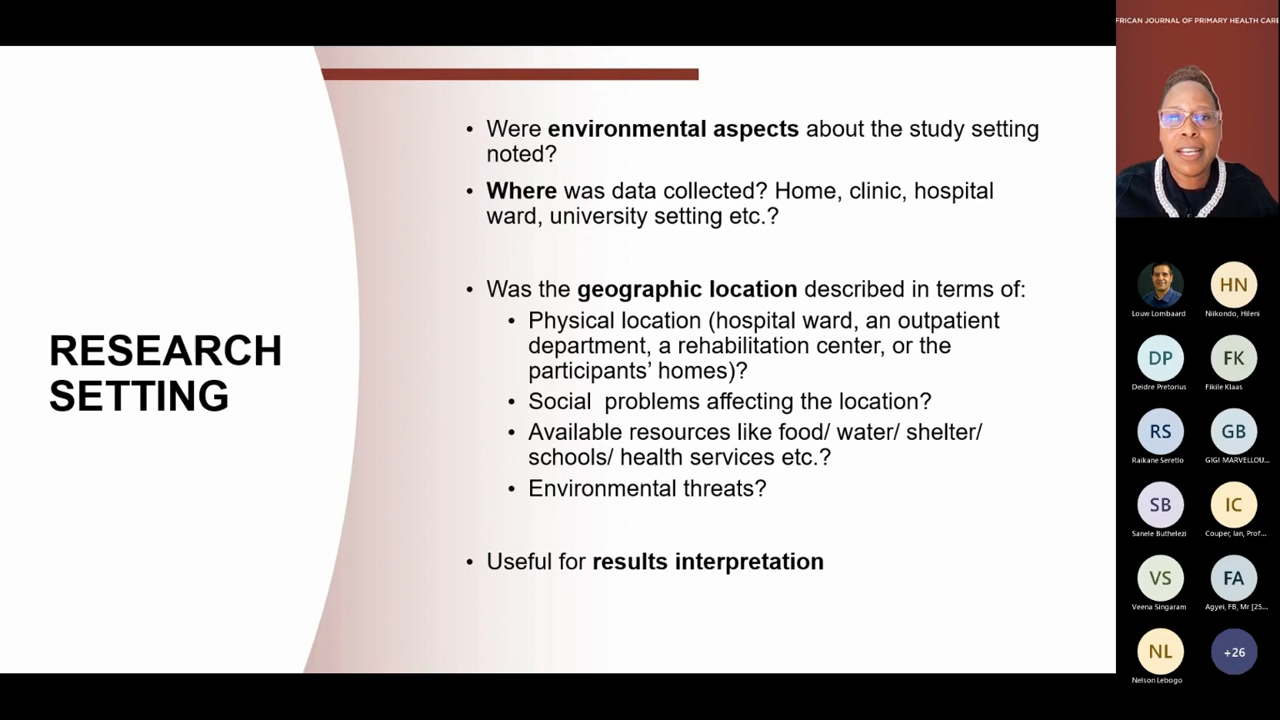 FRICAN JOURNAL OF PRIMARY HEALTH CARE
• Were environmental aspects about the study setting
noted?
• Where was data collected? Home, clinic, hospital
ward, university setting etc.?
• Was the geographic location described in terms of:
• Physical location (hospital ward, an outpatient
department, a rehabilitation center, or the
participants’ homes)?
• Social  problems affecting the location?
• Available resources like food/ water/ shelter/
schools/ health services etc.?
• Environmental threats?
• Useful for results interpretation
RESEARCH
SETTING
Louw Lombaard
HN
Niikondo, Hileni
DP
Deidre Pretorius
FK
Fikile Klaas
RS
Raikane Seretlo
GB
GIGI MARVELLOU...
SB
Sanele Buthelezi
IC
Couper, Ian, Prof...
VS
Veena Singaram
FA
Agyei, FB, Mr [25...
NL
Nelson Lebogo
+26